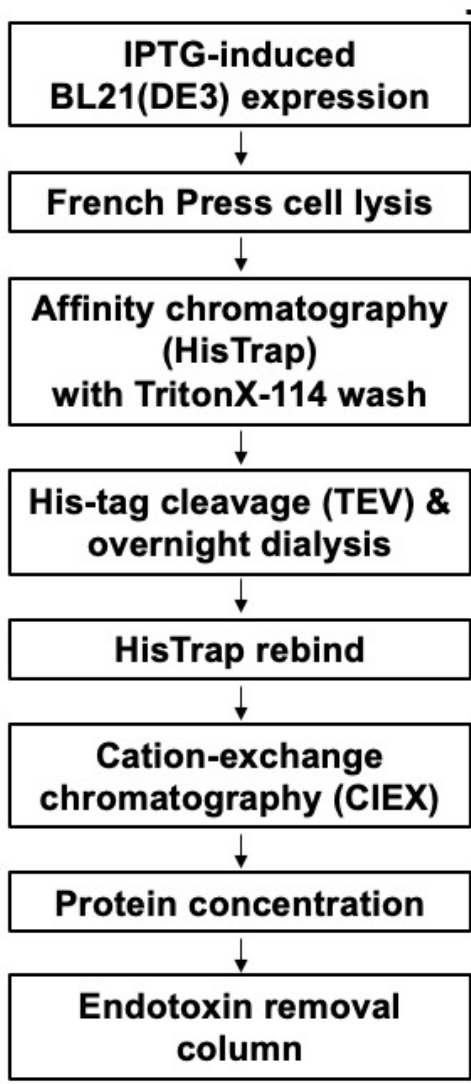 IPTG-induced
BL21(DE3) expression
French Press cell lysis
Affinity chromatography
(HisTrap)
with TritonX-114 wash
His-tag cleavage (TEV) &
overnight dialysis
HisTrap rebind
Cation-exchange
chromatography (CIEX)
Protein concentration
Endotoxin removal
column